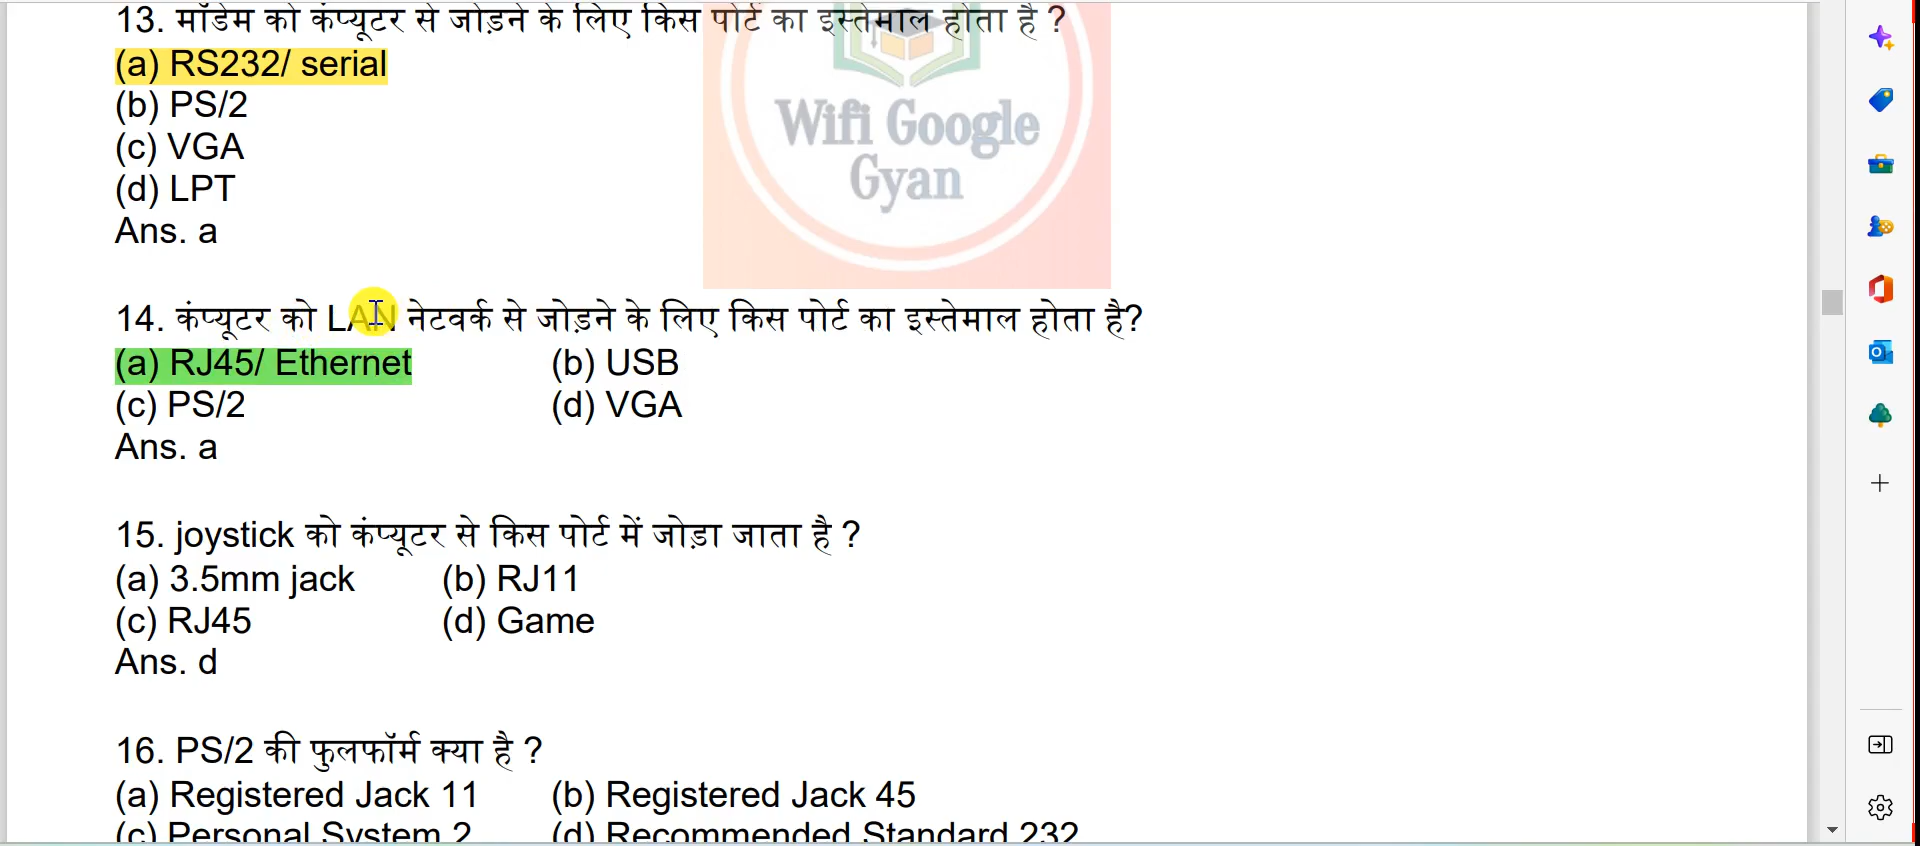 13. मॉडेम को कंप्यूटर से जोड़ने के लिए किस पोर्ट का इस्तेमाल होता है ?
(a) RS232/ serial
(b) PS/2
(c) VGA
(d) LPT
Ans. a
Wifi Google
Gyan
14. कंप्यूटर को LAN नेटवर्क से जोड़ने के लिए किस पोर्ट का इस्तेमाल होता है?
(a) RJ45/ Ethernet (b) USB
(c) PS/2 (d) VGA
Ans. a
15. joystick को कंप्यूटर से किस पोर्ट में जोड़ा जाता है ?
(a) 3.5mm jack (b) RJ11
(c) RJ45 (d) Game
Ans. d
16. PS/2 की फुलफॉर्म क्या है ?
(a) Registered Jack 11 (b) Registered Jack 45
(c) Personal System 2 (d) Recommended Standard 232